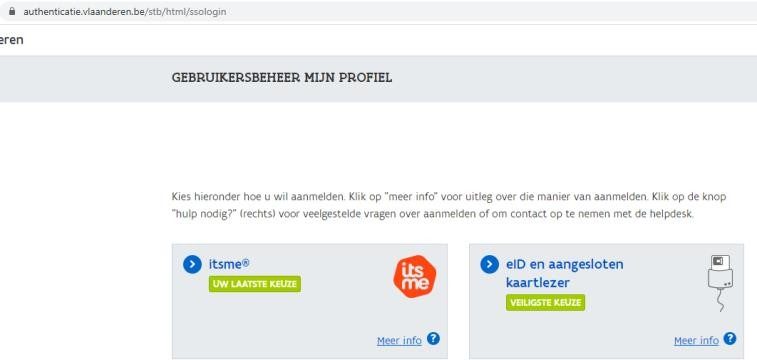 authenticatie.vlaanderen.be/stb/html/ssologin
eren
GEBRUIKERSBEHEER MIJN PROFIEL
Kies hieronder hoe u wil aanmelden. Klik op "meer info" voor uitleg over die manier van aanmelden. Klik op de knop
"hulp nodig?" (rechts) voor veelgestelde vragen over aanmelden of om contact op te nemen met de helpdesk.
itsme®
UW LAATSTE KEUZE
its
me
Meer info ?
eID en aangesloten
kaartlezer
VEILIGSTE KEUZE
Meer info ?